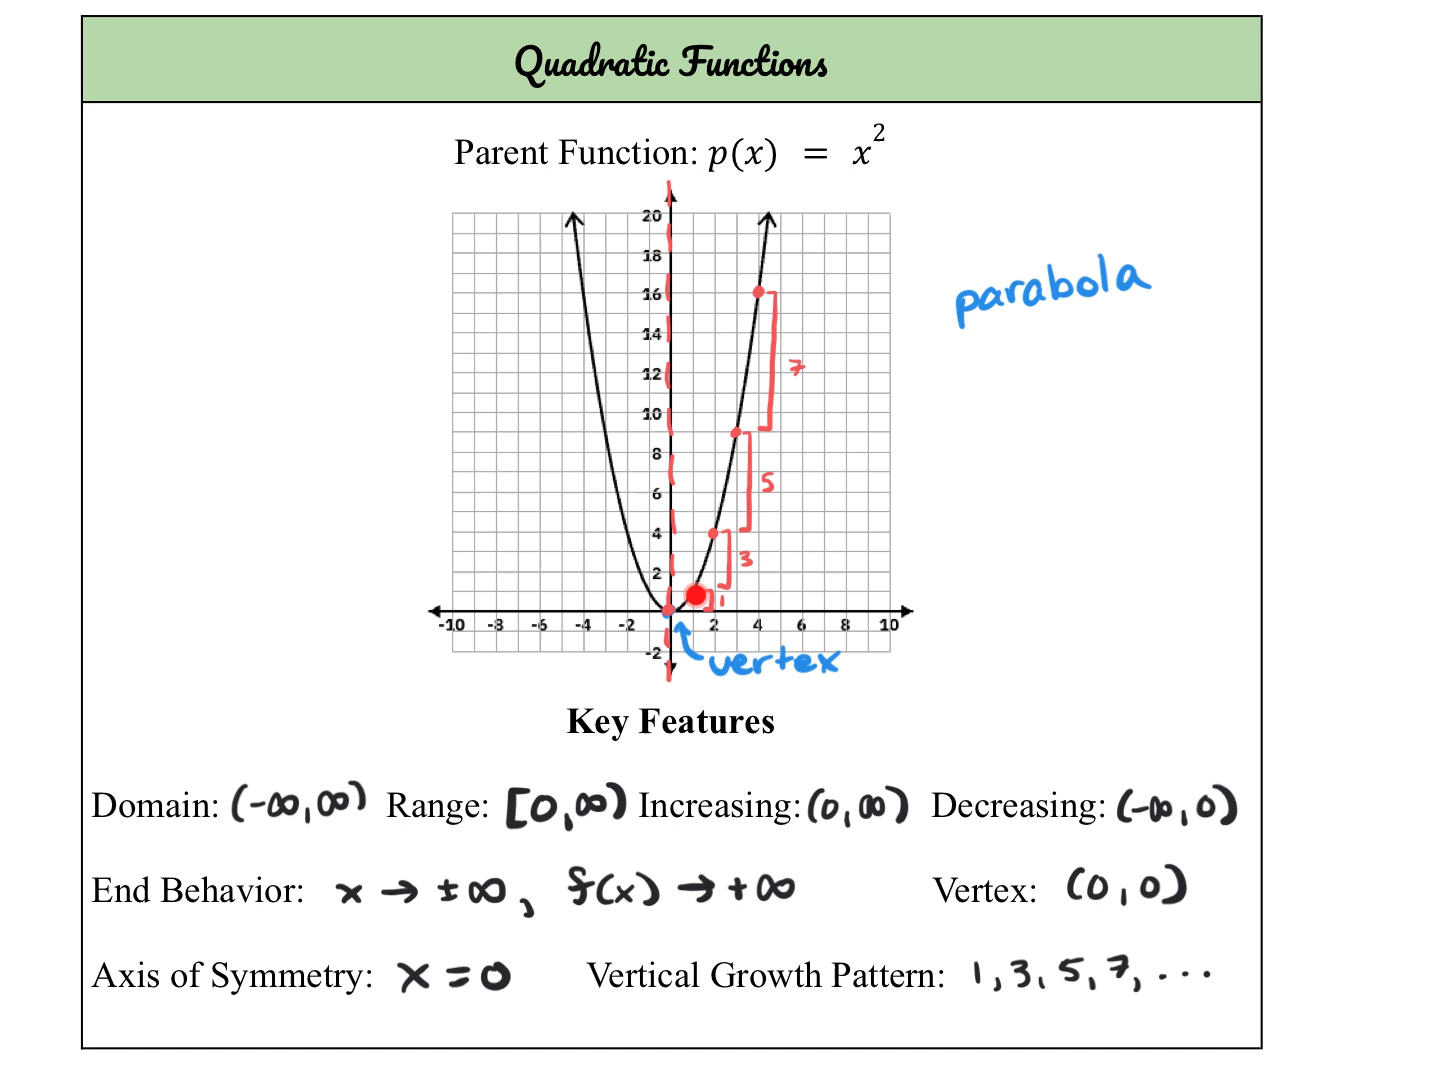 Quadratic Functions
Parent Function: p(x) = x²
20
18
16
14
12
10
8
6
4
2
-2
-10 -8 -6 -4 -2 2 4 6 8 10
7
5
3
1
parabola
vertex
Key Features
Domain: (-∞,∞) Range: [0,∞) Increasing: (0,∞) Decreasing: (-∞,0)
End Behavior: x → ±∞, f(x) → +∞ Vertex: (0,0)
Axis of Symmetry: x = 0 Vertical Growth Pattern: 1, 3, 5, 7, ...